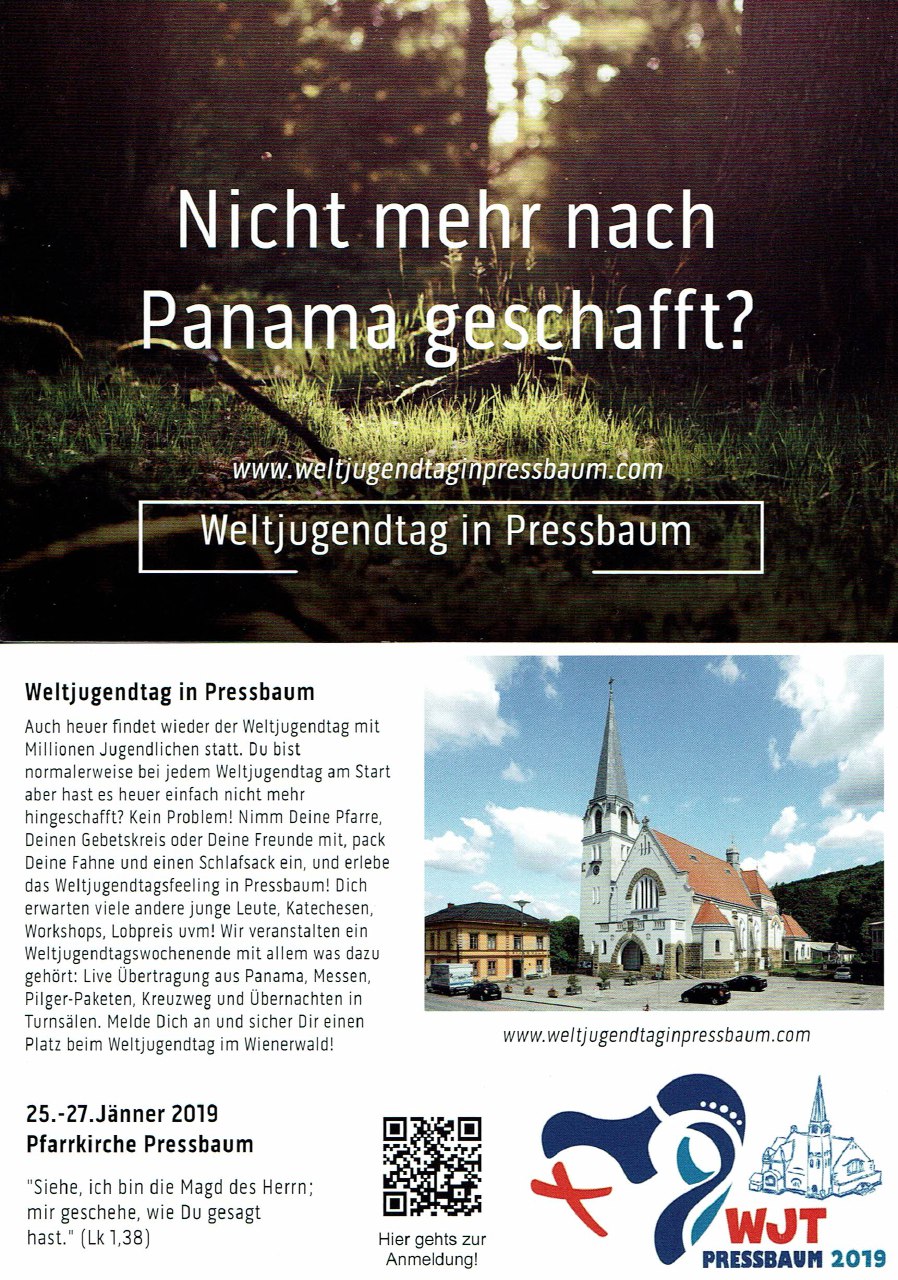 Nicht mehr nach
Panama geschafft?
www.weltjugendtaginpressbaum.com
Weltjugendtag in Pressbaum
Weltjugendtag in Pressbaum
Auch heuer findet wieder der Weltjugendtag mit
Millionen Jugendlichen statt. Du bist
normalerweise bei jedem Weltjugendtag am Start
aber hast es heuer einfach nicht mehr
hingeschafft? Kein Problem! Nimm Deine Pfarre,
Deinen Gebetskreis oder Deine Freunde mit, pack
Deine Fahne und einen Schlafsack ein, und erlebe
das Weltjugendtagsfeeling in Pressbaum! Dich
erwarten viele andere junge Leute, Katechesen,
Workshops, Lobpreis uvm! Wir veranstalten ein
Weltjugendtagswochenende mit allem was dazu
gehört: Live Übertragung aus Panama, Messen,
Pilger-Paketen, Kreuzweg und Übernachten in
Turnsälen. Melde Dich an und sicher Dir einen
Platz beim Weltjugendtag im Wienerwald!
www.weltjugendtaginpressbaum.com
25.-27.Jänner 2019
Pfarrkirche Pressbaum
"Siehe, ich bin die Magd des Herrn;
mir geschehe, wie Du gesagt
hast." (Lk 1,38)
Hier gehts zur
Anmeldung!
WJT
PRESSBAUM 2019